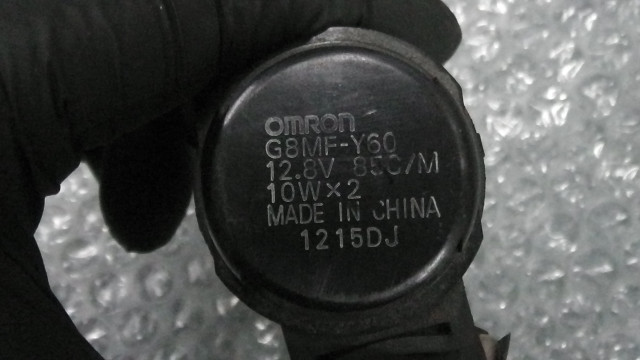 OMRON
G8MF-Y60
12.8V 85C/M
10W×2
MADE IN CHINA
1215DJ